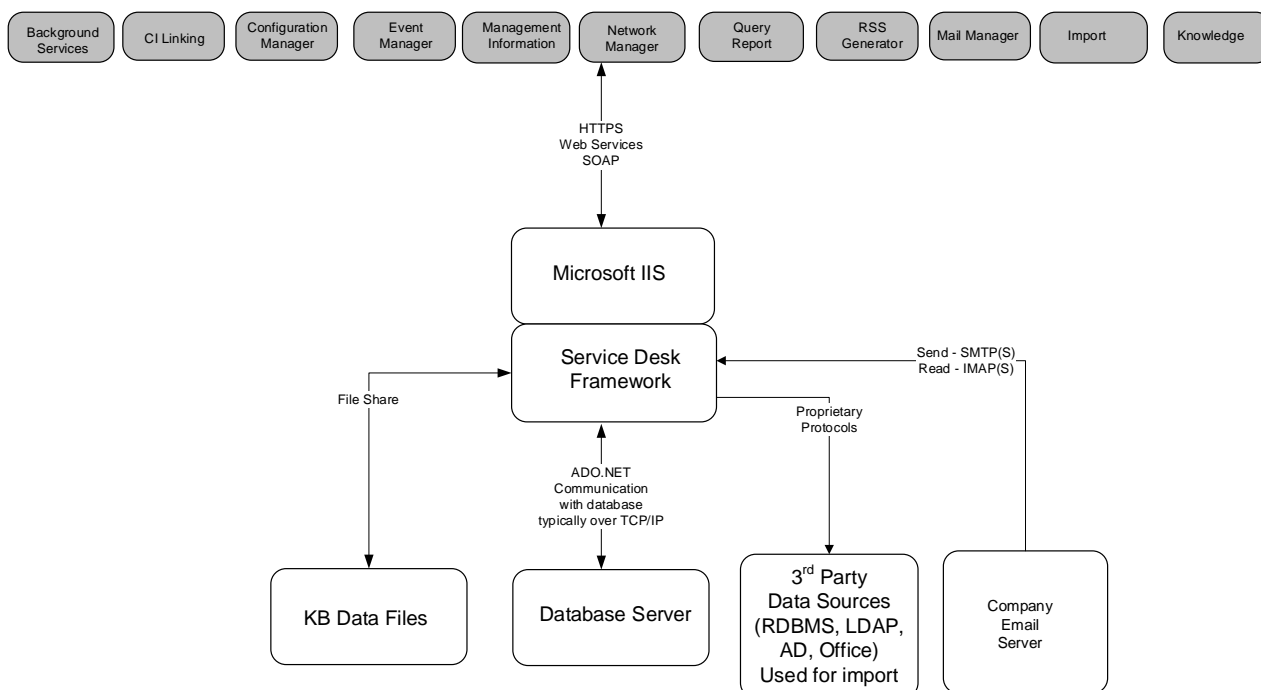 Background
Services
CI Linking
Configuration
Manager
Event
Manager
Management
Information
Network
Manager
Query
Report
RSS
Generator
Mail Manager
Import
Knowledge
HTTPS
Web Services
SOAP
Microsoft IIS
Service Desk
Framework
Send - SMTP(S)
Read - IMAP(S)
File Share
Proprietary
Protocols
ADO.NET
Communication
with database
typically over TCP/IP
KB Data Files
Database Server
3rd Party
Data Sources
(RDBMS, LDAP,
AD, Office)
Used for import
Company
Email
Server